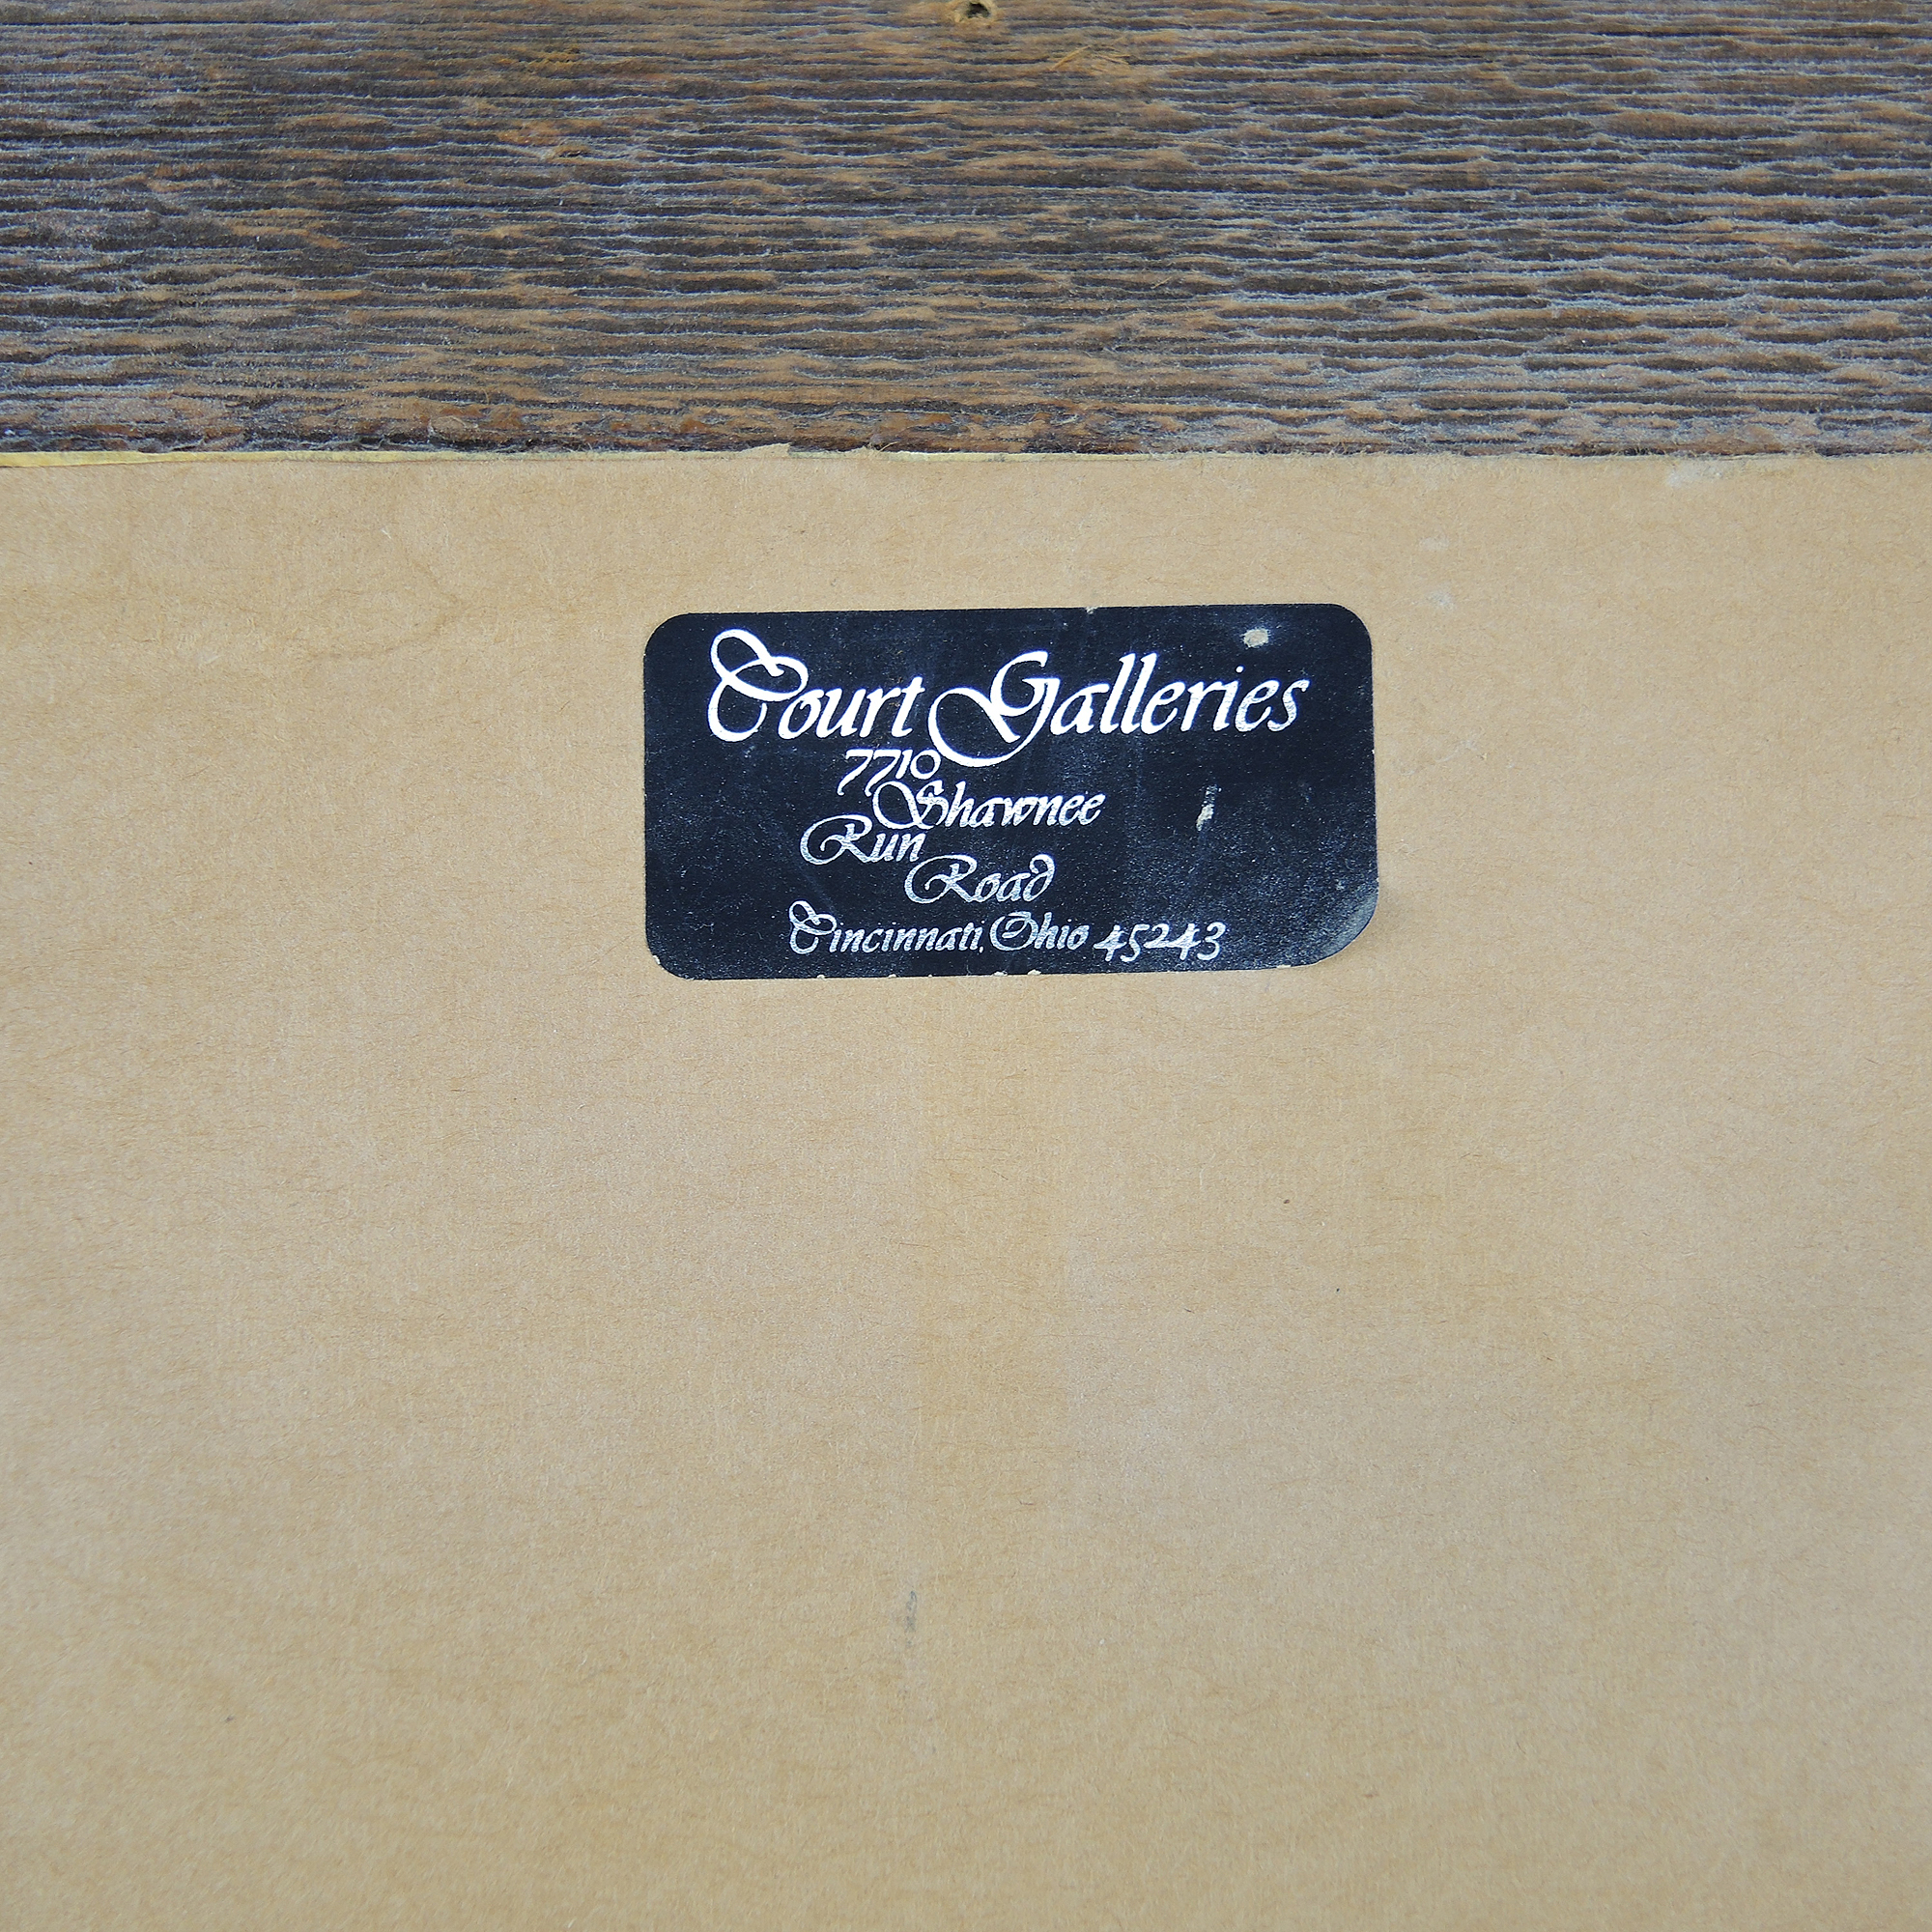 Court Galleries
7710
Shawnee
Run
Road
Cincinnati, Ohio 45243